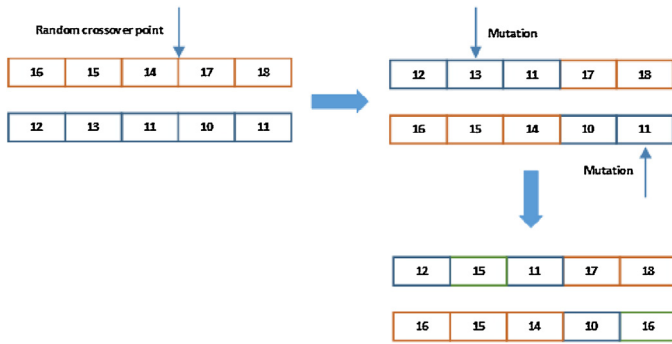 Random crossover point
16 15 14 17 18
12 13 11 10 11
Mutation
12 13 11 17 18
16 15 14 10 11
Mutation
12 15 11 17 18
16 15 14 10 16